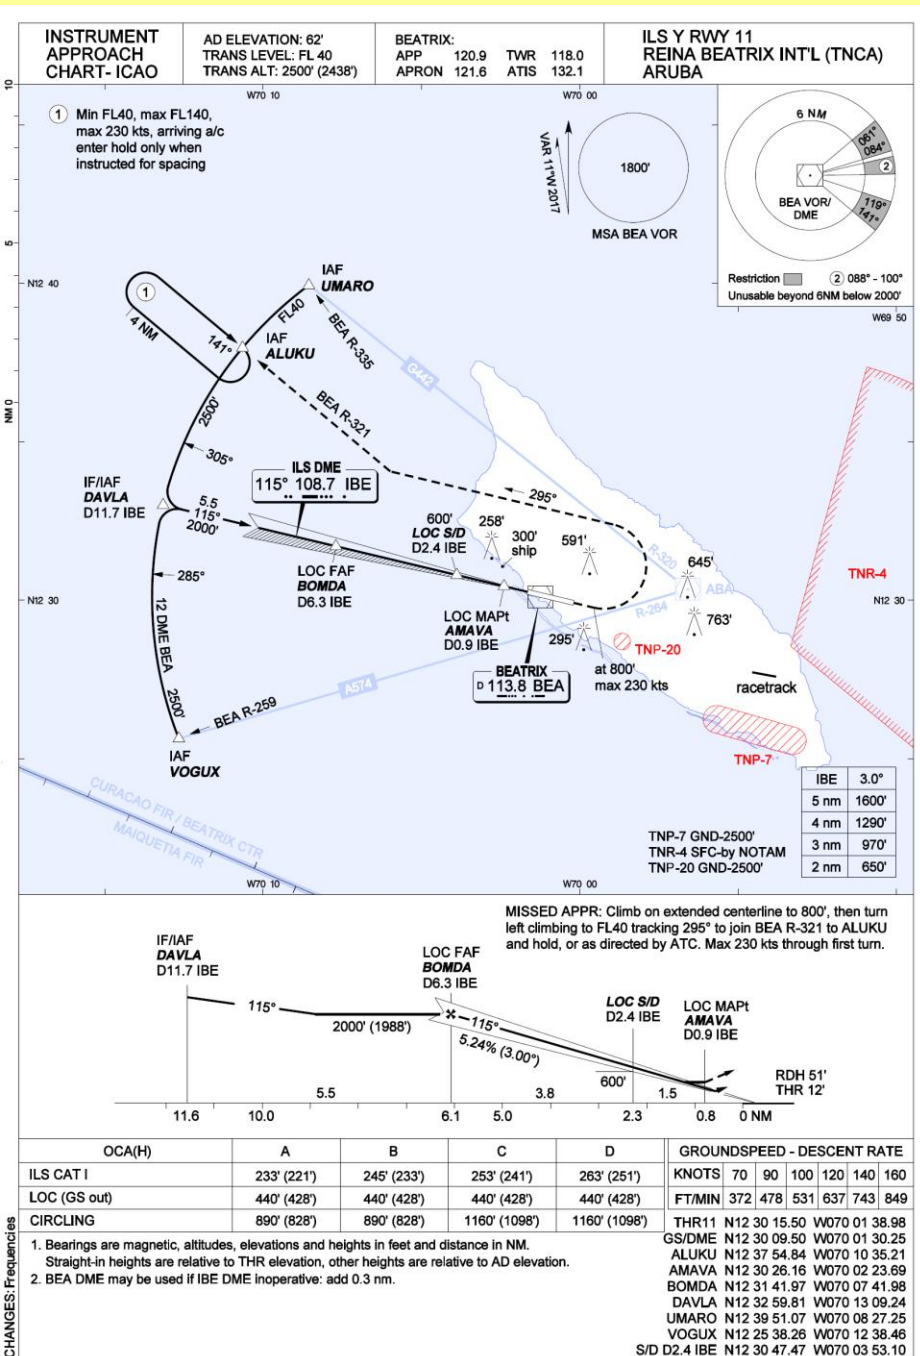 INSTRUMENT
APPROACH
CHART- ICAO
AD ELEVATION: 62'
TRANS LEVEL: FL 40
TRANS ALT: 2500' (2438')
BEATRIX:
APP 120.9 TWR 118.0
APRON 121.6 ATIS 132.1
ILS Y RWY 11
REINA BEATRIX INT'L (TNCA)
ARUBA
10
W70 10
W70 00
1 Min FL40, max FL140,
max 230 kts, arriving a/c
enter hold only when
instructed for spacing
VAR 11°W 2017
1800'
MSA BEA VOR
6 NM
061°
084°
2
119°
141°
BEA VOR/
DME
Restriction 2 088° - 100°
Unusable beyond 6NM below 2000'
W69 50
5
N12 40
IAF
UMARO
FL40
1
4 NM
141°
IAF
ALUKU
BEA R-335
G442
NM 0
2500'
BEA R-321
305°
ILS DME
115° 108.7 IBE
295°
IF/IAF
DAVLA
D11.7 IBE
5.5
115°
2000'
600'
LOC S/D
D2.4 IBE
258'
300'
ship
591'
R-320
645'
TNR-4
LOC FAF
BOMDA
D6.3 IBE
ABA
285°
N12 30
N12 30
LOC MAPt
AMAVA
D0.9 IBE
R-264
763'
295'
TNP-20
12 DME BEA
BEATRIX
D 113.8 BEA
at 800'
max 230 kts
racetrack
A574
2500'
BEA R-259
IAF
VOGUX
TNP-7
CURACAO FIR / BEATRIX CTR
MAIQUETIA FIR
IBE 3.0°
5 nm 1600'
4 nm 1290'
3 nm 970'
2 nm 650'
TNP-7 GND-2500'
TNR-4 SFC-by NOTAM
TNP-20 GND-2500'
W70 10
W70 00
MISSED APPR: Climb on extended centerline to 800', then turn
left climbing to FL40 tracking 295° to join BEA R-321 to ALUKU
and hold, or as directed by ATC. Max 230 kts through first turn.
IF/IAF
DAVLA
D11.7 IBE
LOC FAF
BOMDA
D6.3 IBE
LOC S/D
D2.4 IBE
LOC MAPt
AMAVA
D0.9 IBE
115°
2000' (1988')
115°
5.24% (3.00°)
600'
RDH 51'
THR 12'
5.5 3.8 1.5
11.6 10.0 6.1 5.0 2.3 0.8 0 NM
OCA(H) A B C D
ILS CAT I 233' (221') 245' (233') 253' (241') 263' (251')
LOC (GS out) 440' (428') 440' (428') 440' (428') 440' (428')
CIRCLING 890' (828') 890' (828') 1160' (1098') 1160' (1098')
GROUNDSPEED - DESCENT RATE
KNOTS 70 90 100 120 140 160
FT/MIN 372 478 531 637 743 849
1. Bearings are magnetic, altitudes, elevations and heights in feet and distance in NM.
Straight-in heights are relative to THR elevation, other heights are relative to AD elevation.
2. BEA DME may be used if IBE DME inoperative: add 0.3 nm.
THR11 N12 30 15.50 W070 01 38.98
GS/DME N12 30 09.50 W070 01 30.25
ALUKU N12 37 54.84 W070 10 35.21
AMAVA N12 30 26.16 W070 02 23.69
BOMDA N12 31 41.97 W070 07 41.98
DAVLA N12 32 59.81 W070 13 09.24
UMARO N12 39 51.07 W070 08 27.25
VOGUX N12 25 38.26 W070 12 38.46
S/D D2.4 IBE N12 30 47.47 W070 03 53.10
CHANGES: Frequencies